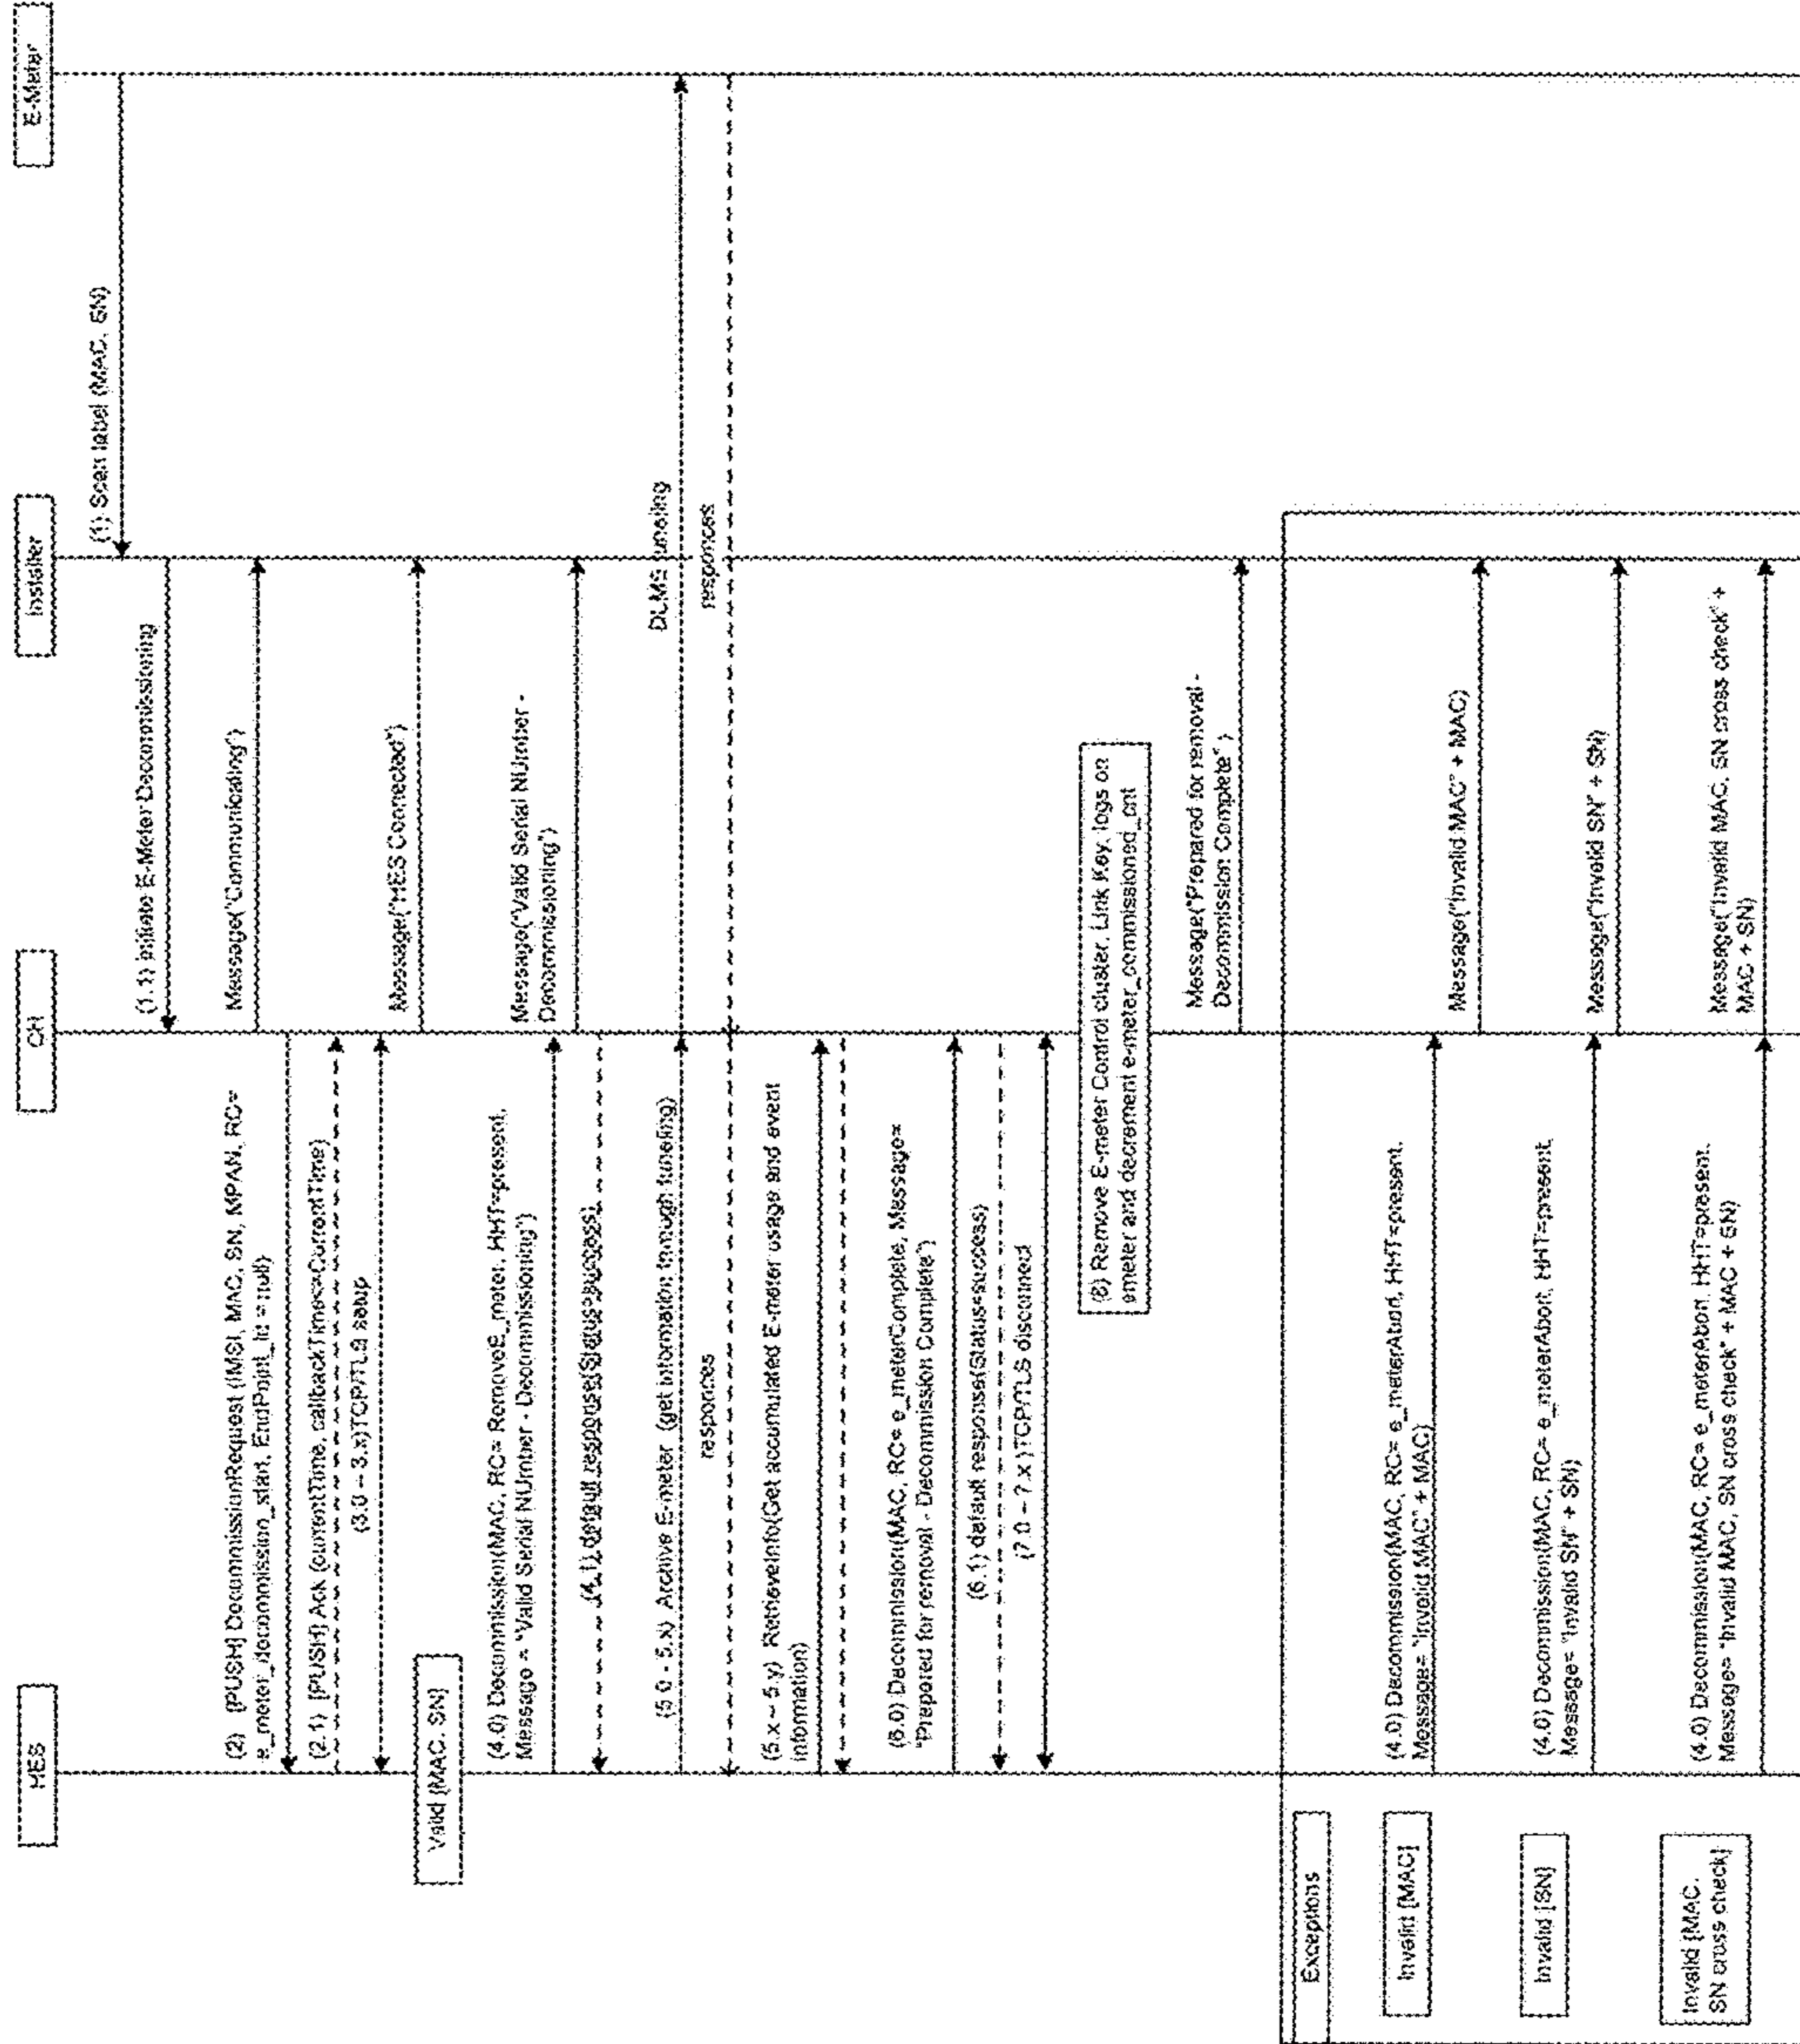 HES
CH
Installer
E-Meter
(1) Scan label (MAC, SN)
(1.1) Initiate E-Meter Decommissioning
Message("Communicating")
(2) [PUSH] DecommissionRequest (IMSI, MAC, SN, MPAN, RC=
e_meter_decommission_start, EndPoint_Id = null)
(2.1) [PUSH] Ack (currentTime, callbackTime<=CurrentTime)
(3.0 – 3.x)TCP/TLS setup
Message("HES Connected")
Valid [MAC, SN]
(4.0) Decommission(MAC, RC= RemoveE_meter, HHT=present,
Message = "Valid Serial NUmber - Decommissioning")
Message("Valid Serial NUmber -
Decommissioning")
(4.1) default response(Status=success)
(5.0 - 5.x) Archive E-meter (get information through tuneling)
DLMS tuneling
responces
responces
(5.x – 5.y) RetrieveInfo(Get accumulated E-meter usage and event
information)
(6.0) Decommission(MAC, RC= e_meterComplete, Message=
"Prepared for removal - Decommission Complete")
(6.1) default response(Status=success)
(7.0 – 7.x)TCP/TLS disconnect
(8) Remove E-meter Control cluster, Link Key, logs on
emeter and decrement e-meter_commissioned_cnt
Message("Prepared for removal -
Decommission Complete")
Exceptions
Invalid [MAC]
(4.0) Decommission(MAC, RC= e_meterAbort, HHT=present,
Message= "Invalid MAC" + MAC)
Message("Invalid MAC" + MAC)
Invalid [SN]
(4.0) Decommission(MAC, RC= e_meterAbort, HHT=present,
Message= "Invalid SN" + SN)
Message("Invalid SN" + SN)
Invalid [MAC,
SN cross check]
(4.0) Decommission(MAC, RC= e_meterAbort, HHT=present,
Message= "Invalid MAC, SN cross check" + MAC + SN)
Message("Invalid MAC, SN cross check" +
MAC + SN)